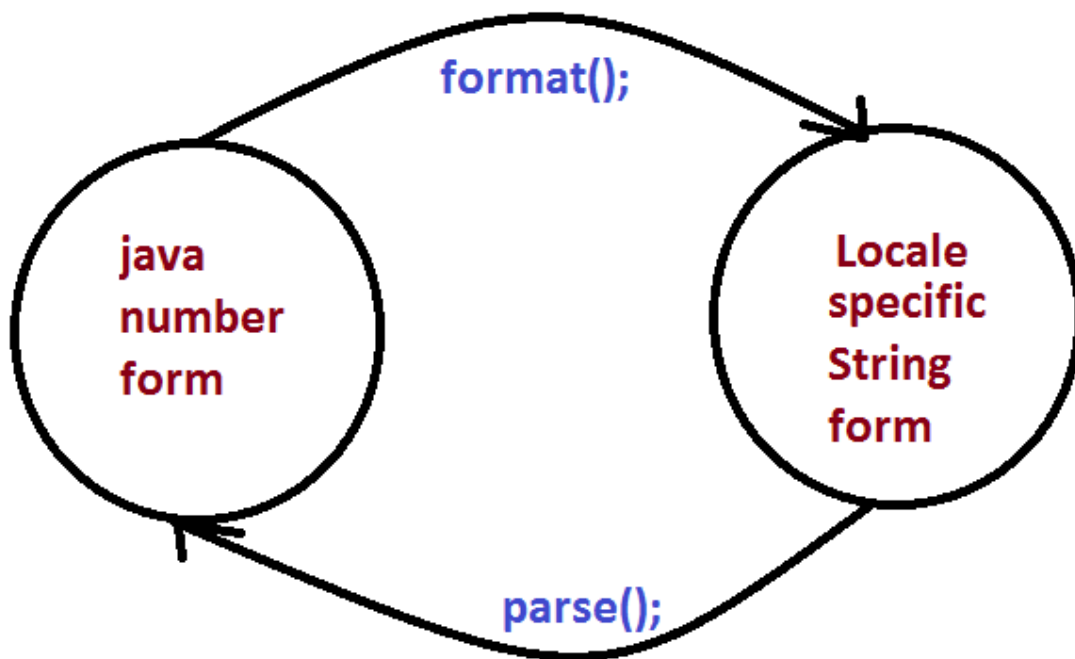 format();
java
number
form
Locale
specific
String
form
parse();